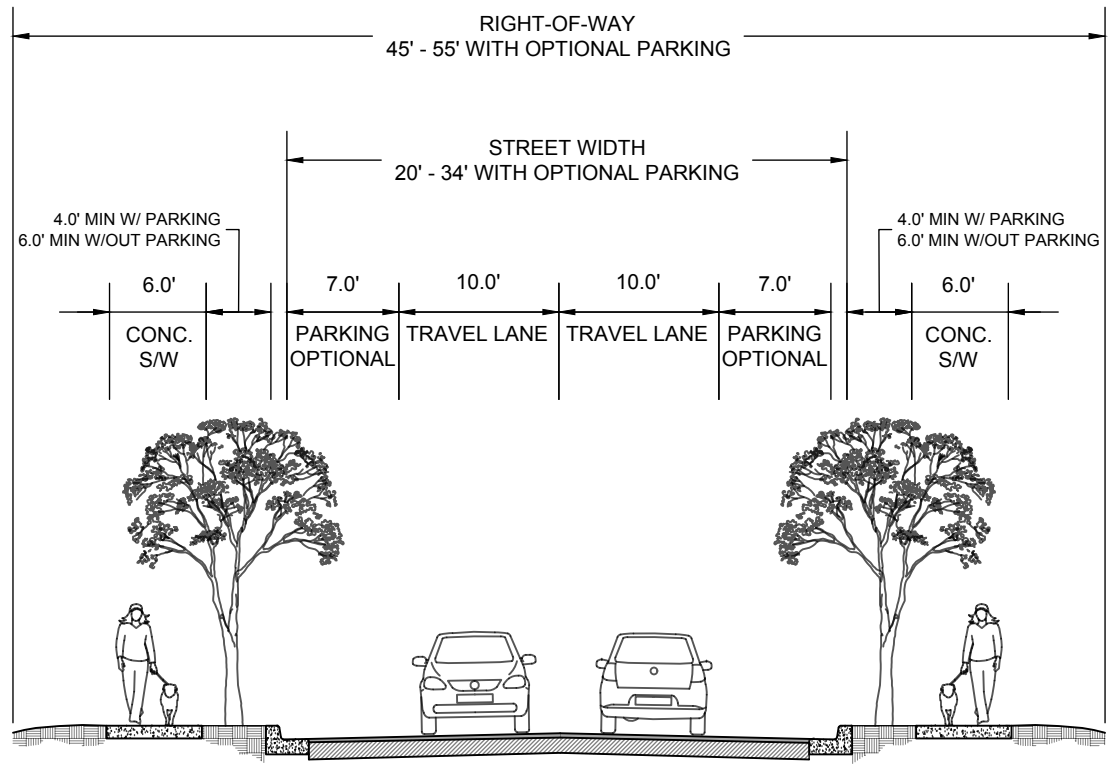 RIGHT-OF-WAY
45' - 55' WITH OPTIONAL PARKING
STREET WIDTH
20' - 34' WITH OPTIONAL PARKING
4.0' MIN W/ PARKING
6.0' MIN W/OUT PARKING
4.0' MIN W/ PARKING
6.0' MIN W/OUT PARKING
6.0'
7.0'
10.0'
10.0'
7.0'
6.0'
CONC.
S/W
PARKING
OPTIONAL
TRAVEL LANE
TRAVEL LANE
PARKING
OPTIONAL
CONC.
S/W